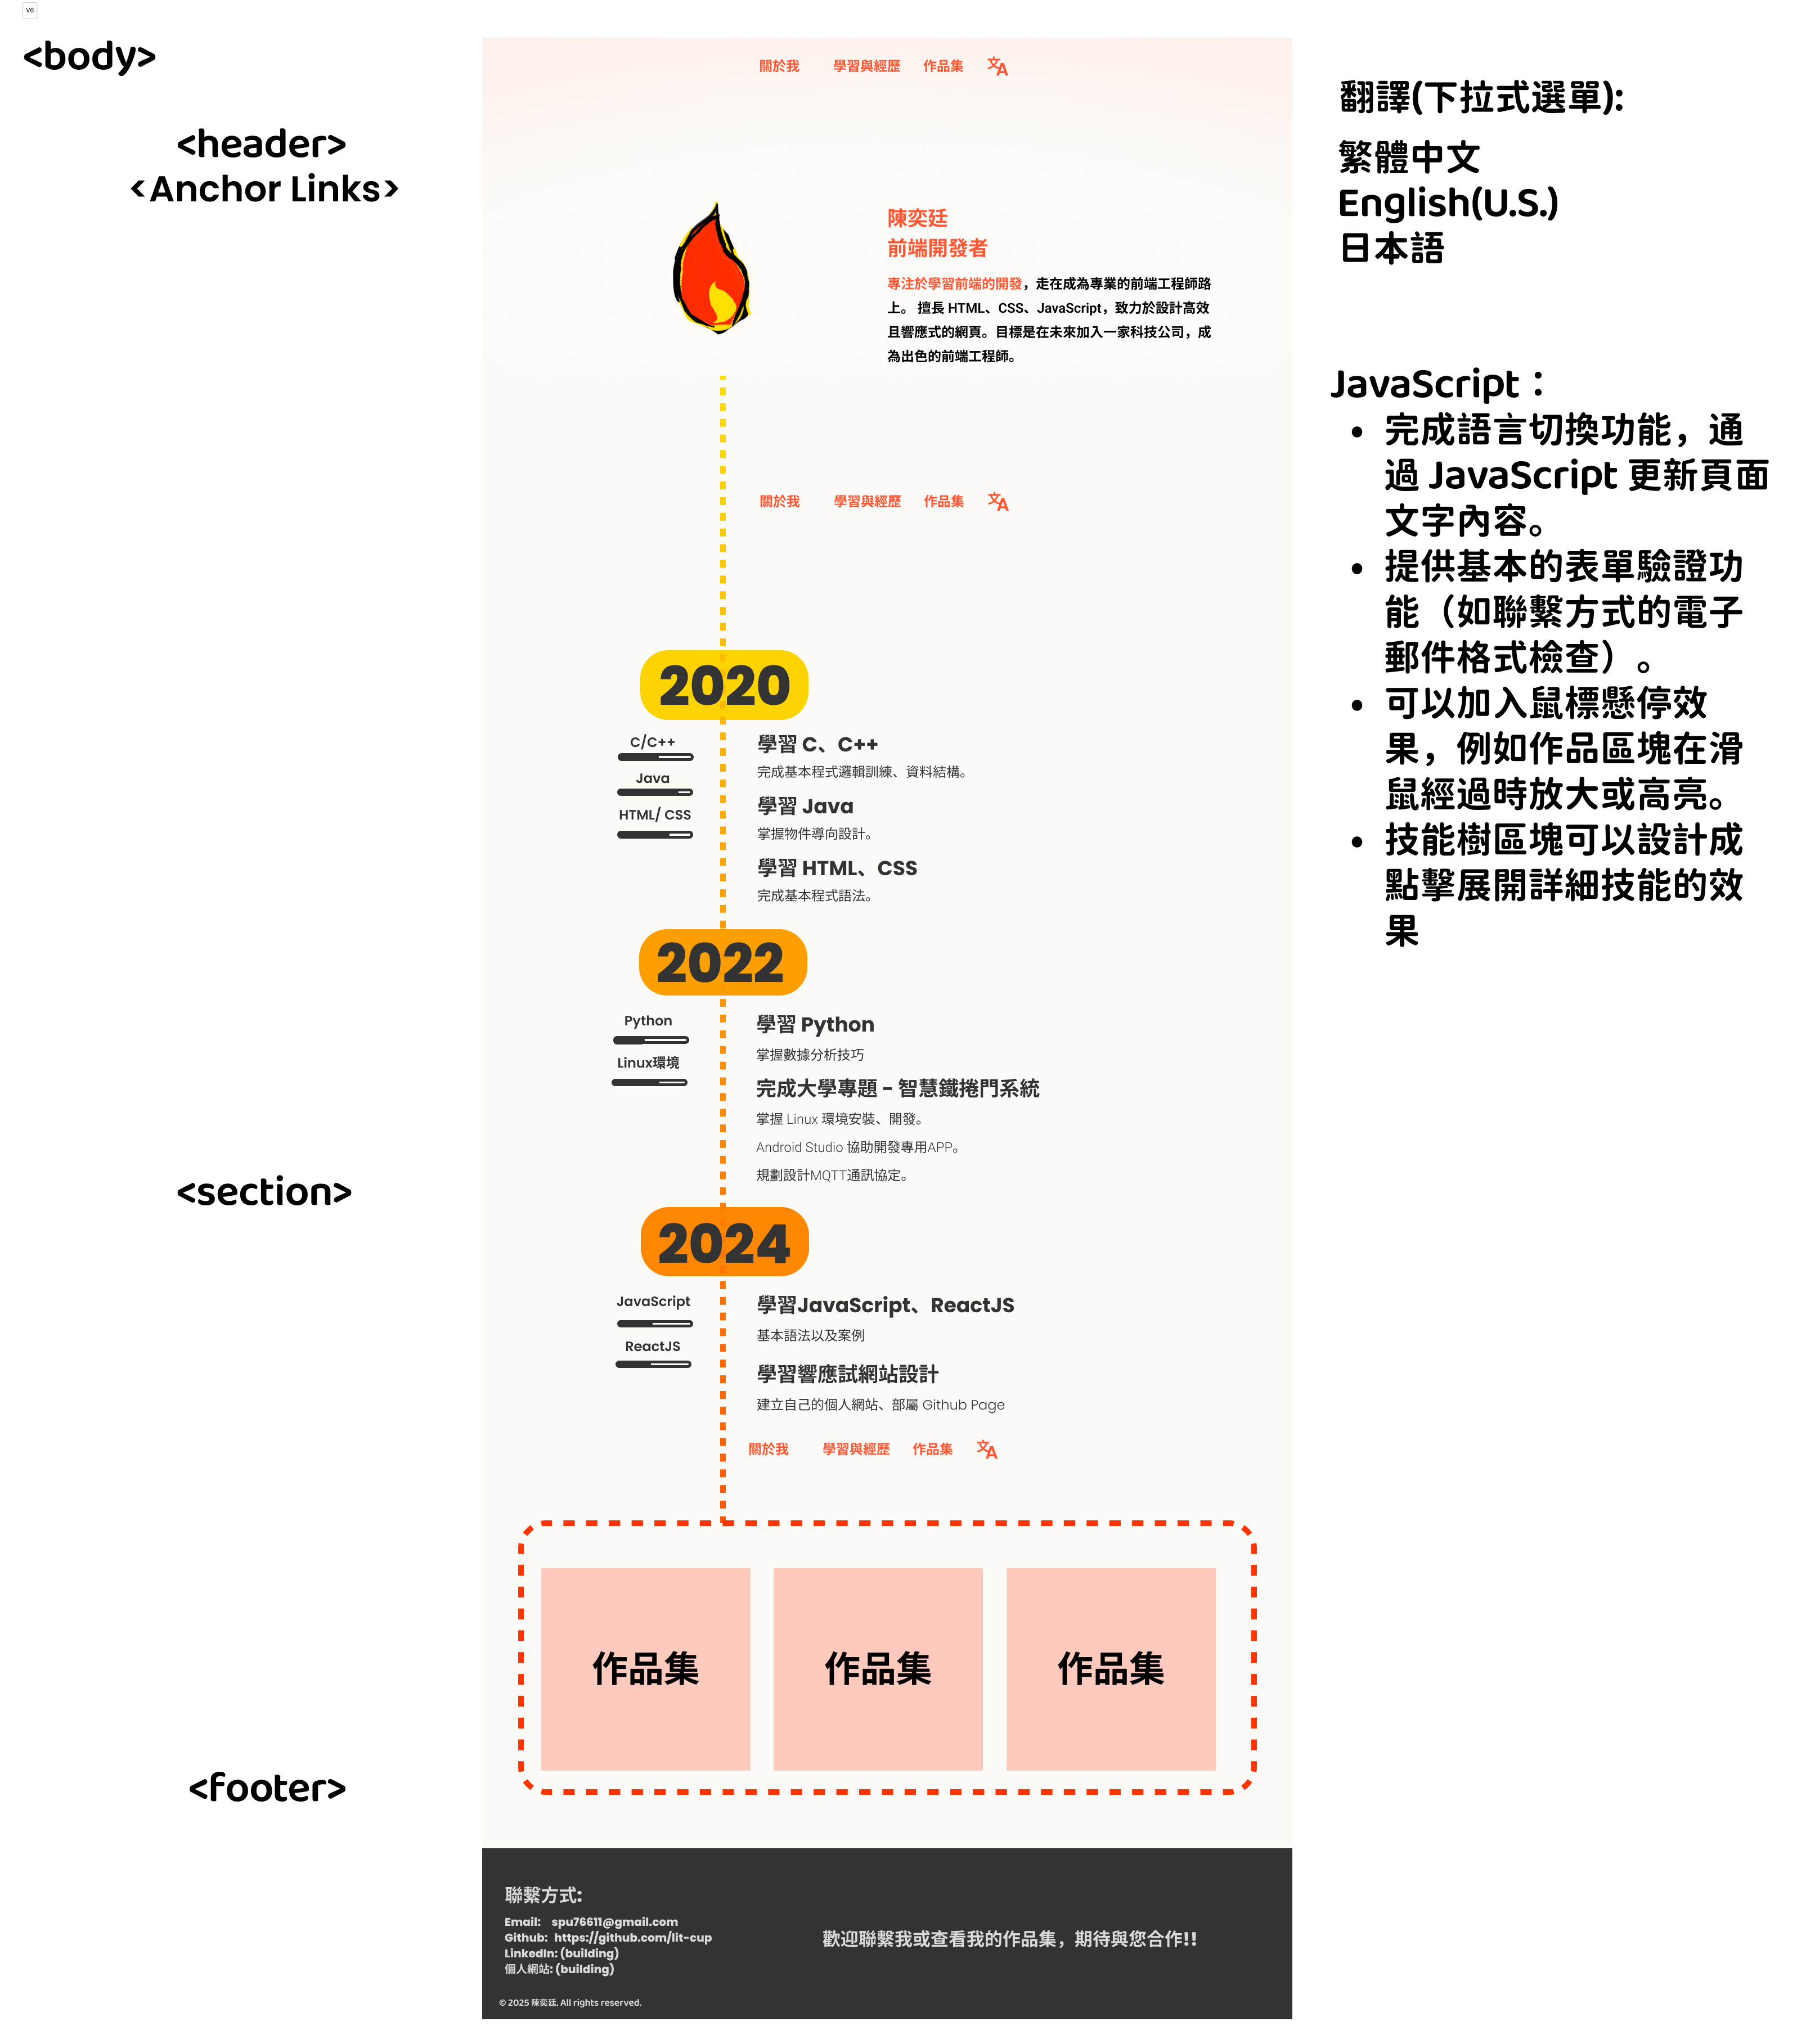 V6
<body>
<header>
<Anchor Links>
關於我 學習與經歷 作品集 文A
陳奕廷
前端開發者
專注於學習前端的開發，走在成為專業的前端工程師路
上。 擅長 HTML、CSS、JavaScript，致力於設計高效
且響應式的網頁。目標是在未來加入一家科技公司，成
為出色的前端工程師。
關於我 學習與經歷 作品集 文A
2020
C/C++
Java
HTML/ CSS
學習 C、C++
完成基本程式邏輯訓練、資料結構。
學習 Java
掌握物件導向設計。
學習 HTML、CSS
完成基本程式語法。
2022
Python
Linux環境
學習 Python
掌握數據分析技巧
完成大學專題 - 智慧鐵捲門系統
掌握 Linux 環境安裝、開發。
Android Studio 協助開發專用APP。
規劃設計MQTT通訊協定。
<section>
2024
JavaScript
ReactJS
學習JavaScript、ReactJS
基本語法以及案例
學習響應試網站設計
建立自己的個人網站、部屬 Github Page
關於我 學習與經歷 作品集 文A
作品集 作品集 作品集
<footer>
聯繫方式:
Email: spu76611@gmail.com
Github: https://github.com/lit-cup
LinkedIn: (building)
個人網站: (building)
歡迎聯繫我或查看我的作品集，期待與您合作!!
© 2025 陳奕廷. All rights reserved.
翻譯(下拉式選單):
繁體中文
English(U.S.)
日本語
JavaScript：
• 完成語言切換功能，通
過 JavaScript 更新頁面
文字內容。
• 提供基本的表單驗證功
能（如聯繫方式的電子
郵件格式檢查）。
• 可以加入鼠標懸停效
果，例如作品區塊在滑
鼠經過時放大或高亮。
• 技能樹區塊可以設計成
點擊展開詳細技能的效
果